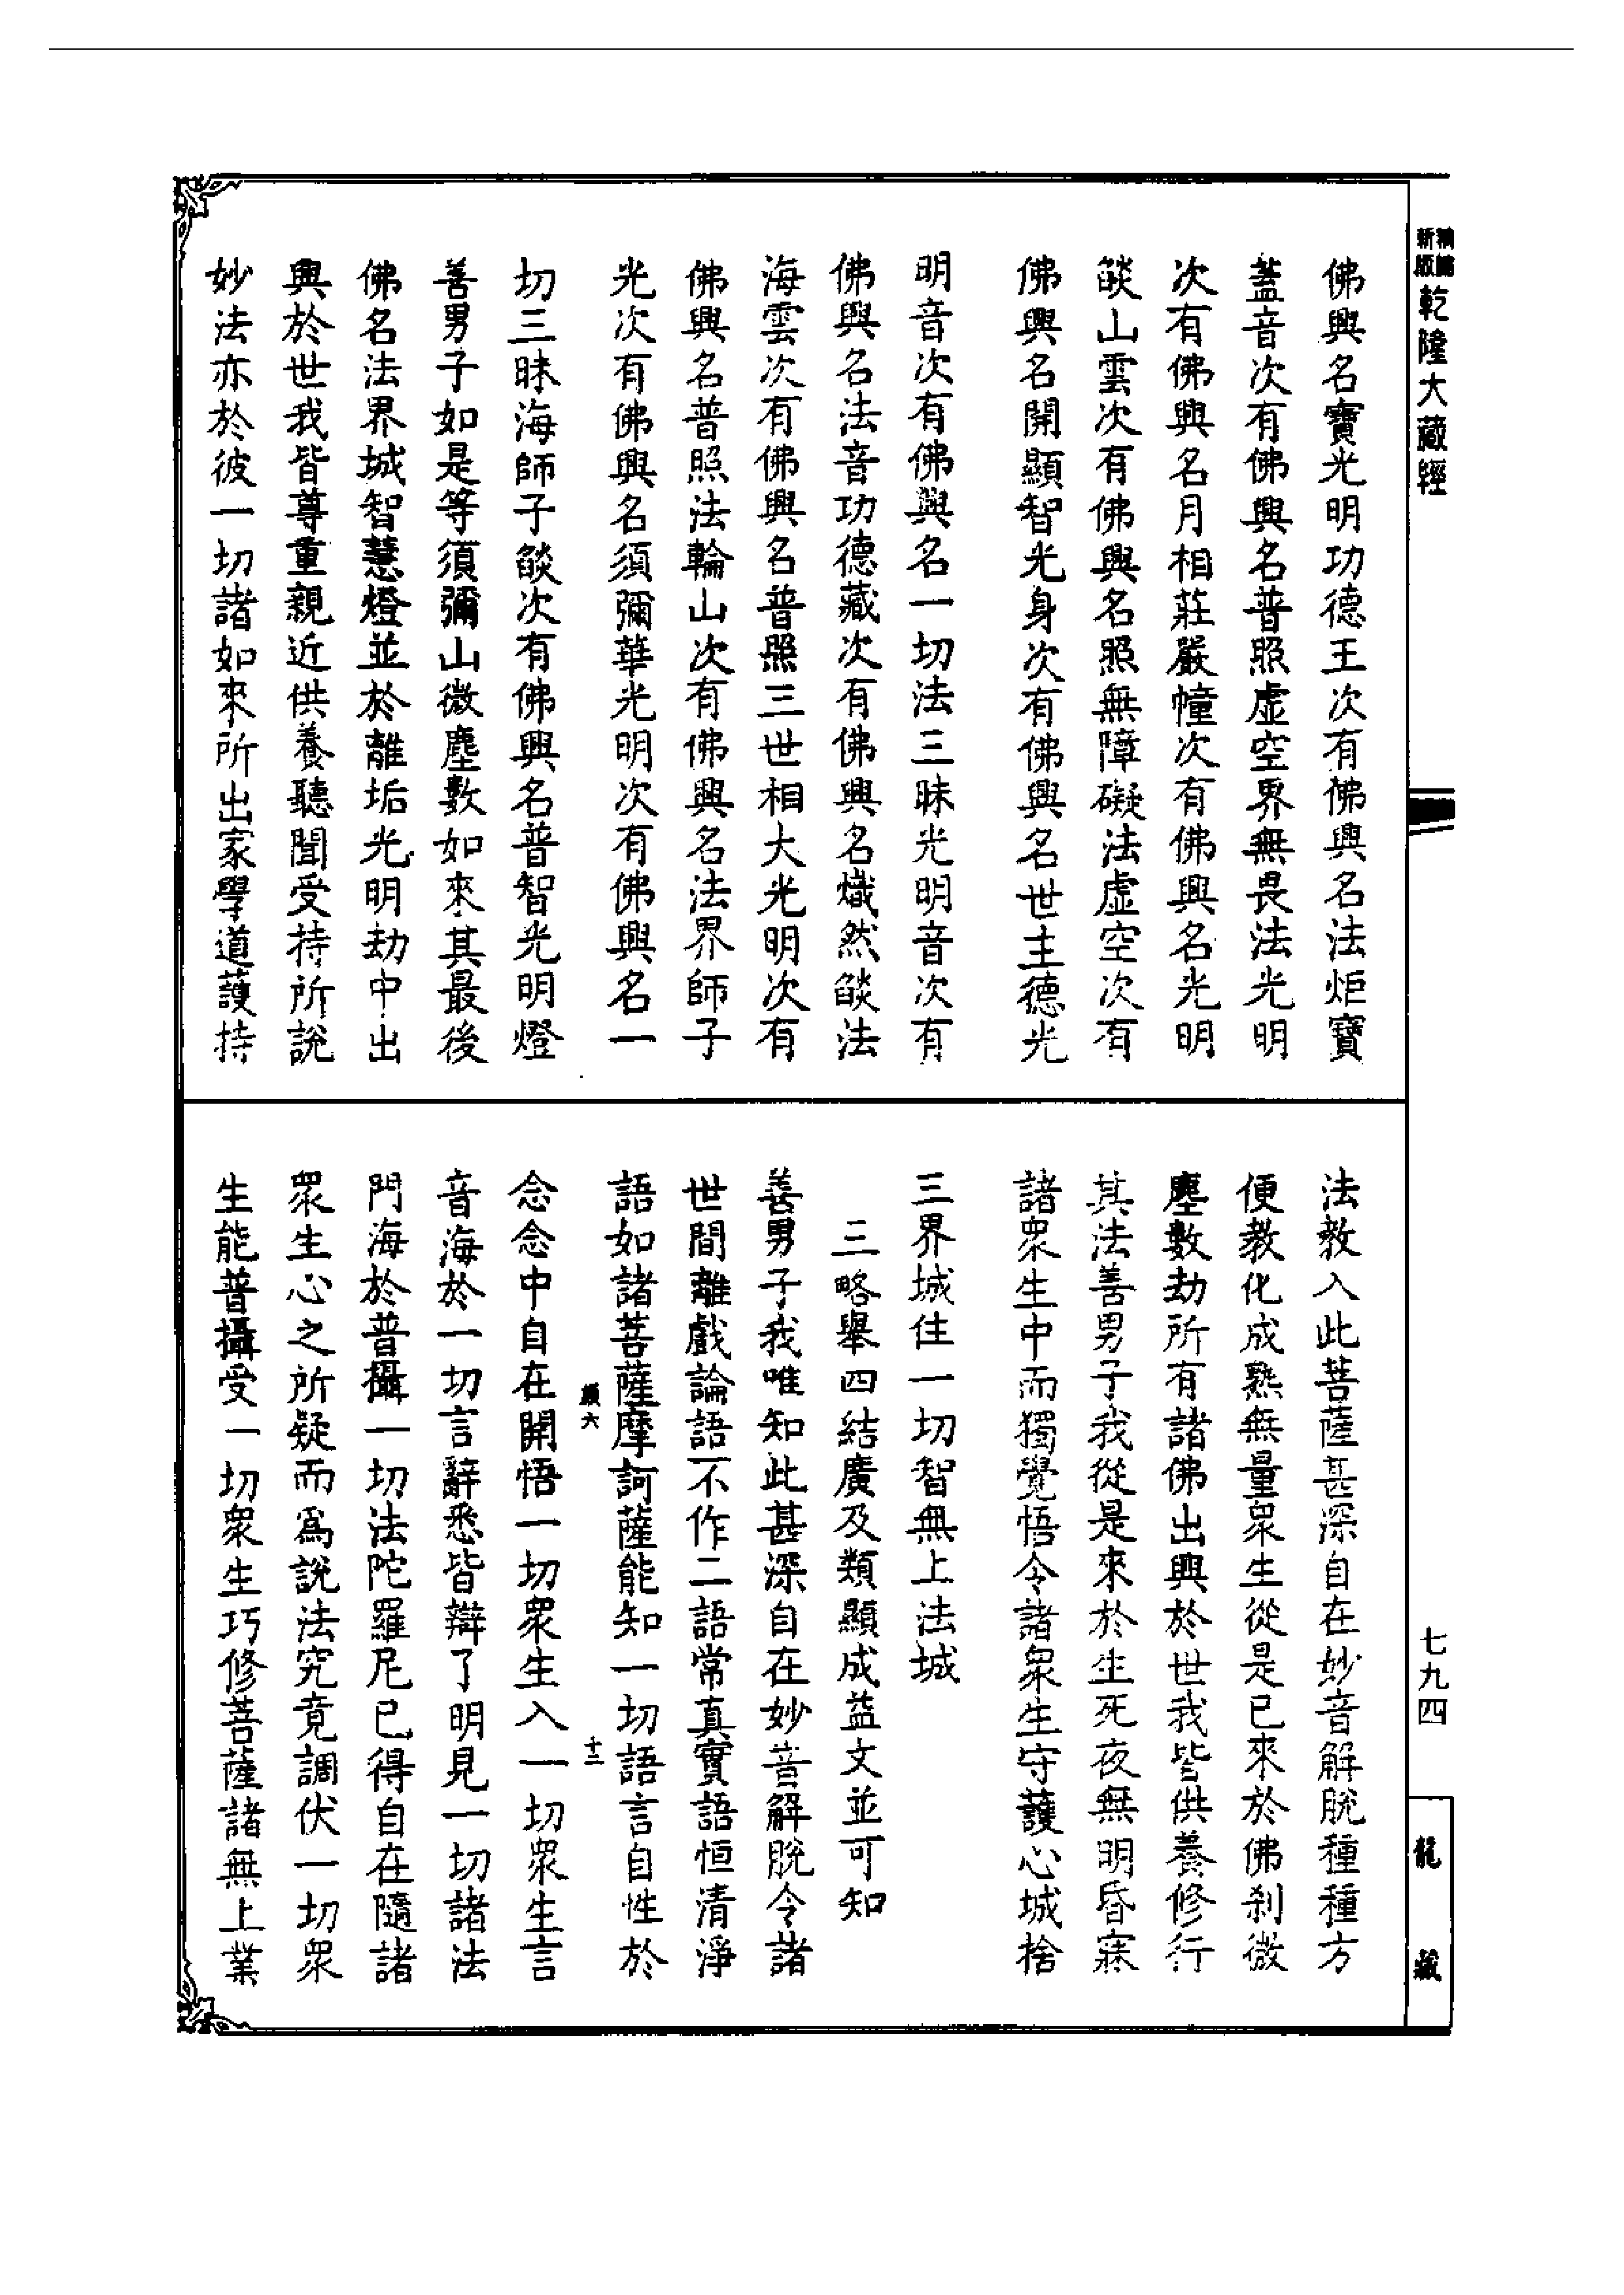 新版
精編
乾隆大藏經
佛興名寶光明功德王次有佛興名法炬寶
蓋音次有佛興名普照虛空界無畏法光明
次有佛興名月相莊嚴幢次有佛興名光明
燄山雲次有佛興名照無障礙法虛空次有
佛興名開顯智光身次有佛興名世主德光
明音次有佛興名一切法三昧光明音次有
佛興名法音功德藏次有佛興名熾然燄法
海雲次有佛興名普照三世相大光明次有
佛興名普照法輪山次有佛興名法界師子
光次有佛興名須彌華光明次有佛興名一
切三昧海師子燄次有佛興名普智光明燈
善男子如是等須彌山微塵數如來其最後
佛名法界城智慧燈並於離垢光明劫中出
興於世我皆尊重親近供養聽聞受持所說
妙法亦於彼一切諸如來所出家學道護持
法教入此菩薩甚深自在妙音解脫種種方
便教化成熟無量眾生從是已來於佛剎微
塵數劫所有諸佛出興於世我皆供養修行
其法善男子我從是來於生死夜無明昏寐
諸眾生中而獨覺悟令諸眾生守護心城捨
三界城住一切智無上法城
三略舉四結廣及類顯成益文並可知
善男子我唯知此甚深自在妙音解脫令諸
世間離戲論語不作二語常真實語恒清淨
語如諸菩薩摩訶薩能知一切語言自性於
念念中自在開悟一切眾生入一切眾生言
音海於一切言辭悉皆辯了明見一切諸法
門海於普攝一切法陀羅尼已得自在隨諸
眾生心之所疑而為說法究竟調伏一切眾
生能普攝受一切眾生巧修菩薩諸無上業
六
十二
七九四
龍藏